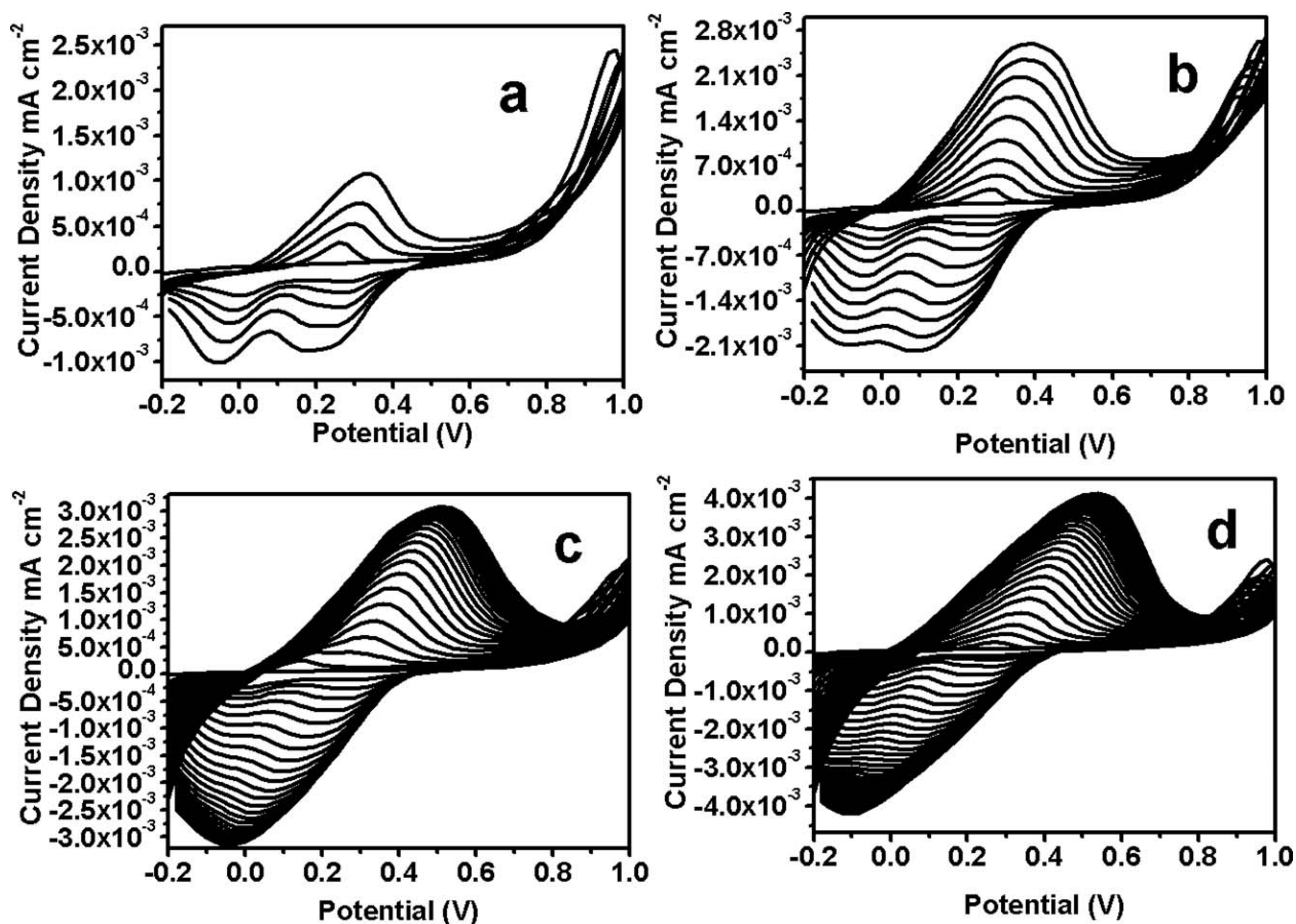 a
Current Density mA cm⁻²
2.5x10⁻³
2.0x10⁻³
1.5x10⁻³
1.0x10⁻³
5.0x10⁻⁴
0.0
-5.0x10⁻⁴
-1.0x10⁻³
-0.2 0.0 0.2 0.4 0.6 0.8 1.0
Potential (V)
b
Current Density mA cm⁻²
2.8x10⁻³
2.1x10⁻³
1.4x10⁻³
7.0x10⁻⁴
0.0
-7.0x10⁻⁴
-1.4x10⁻³
-2.1x10⁻³
-0.2 0.0 0.2 0.4 0.6 0.8 1.0
Potential (V)
c
Current Density mA cm⁻²
3.0x10⁻³
2.5x10⁻³
2.0x10⁻³
1.5x10⁻³
1.0x10⁻³
5.0x10⁻⁴
0.0
-5.0x10⁻⁴
-1.0x10⁻³
-1.5x10⁻³
-2.0x10⁻³
-2.5x10⁻³
-3.0x10⁻³
-0.2 0.0 0.2 0.4 0.6 0.8 1.0
Potential (V)
d
Current Density mA cm⁻²
4.0x10⁻³
3.0x10⁻³
2.0x10⁻³
1.0x10⁻³
0.0
-1.0x10⁻³
-2.0x10⁻³
-3.0x10⁻³
-4.0x10⁻³
-0.2 0.0 0.2 0.4 0.6 0.8 1.0
Potential (V)